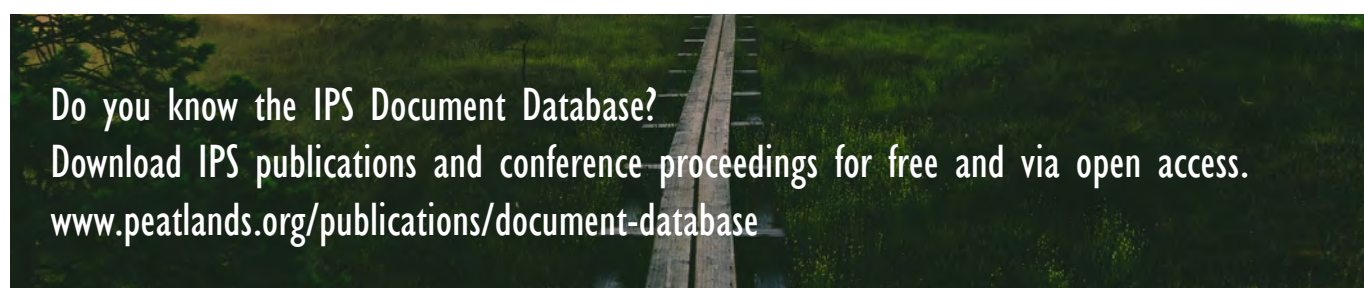 Do you know the IPS Document Database?
Download IPS publications and conference proceedings for free and via open access.
www.peatlands.org/publications/document-database